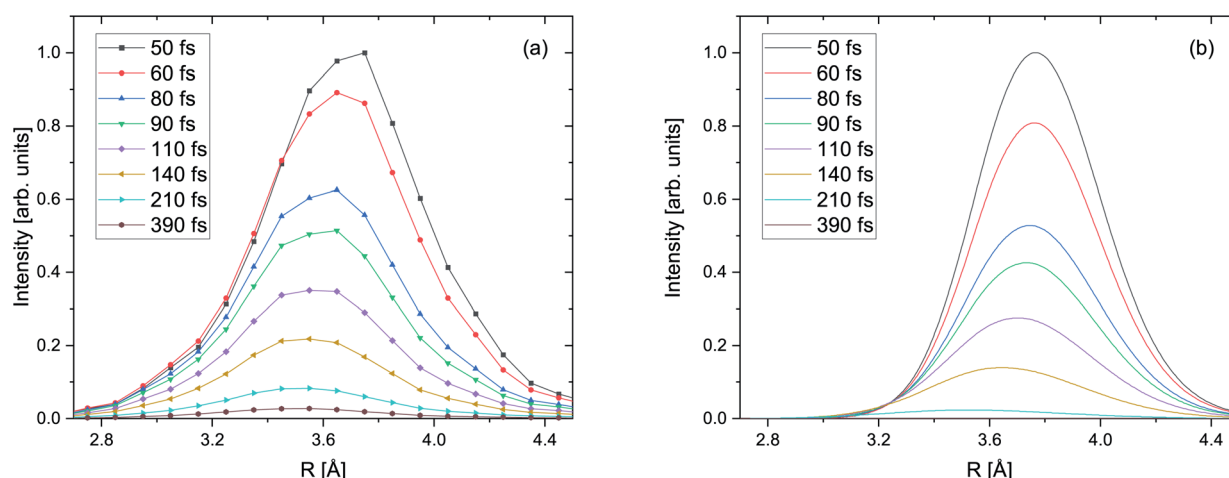 (a)
1.0
0.8
0.6
0.4
0.2
0.0
Intensity [arb. units]
50 fs
60 fs
80 fs
90 fs
110 fs
140 fs
210 fs
390 fs
2.8 3.2 3.6 4.0 4.4
R [Å]
(b)
1.0
0.8
0.6
0.4
0.2
0.0
Intensity [arb. units]
50 fs
60 fs
80 fs
90 fs
110 fs
140 fs
210 fs
390 fs
2.8 3.2 3.6 4.0 4.4
R [Å]